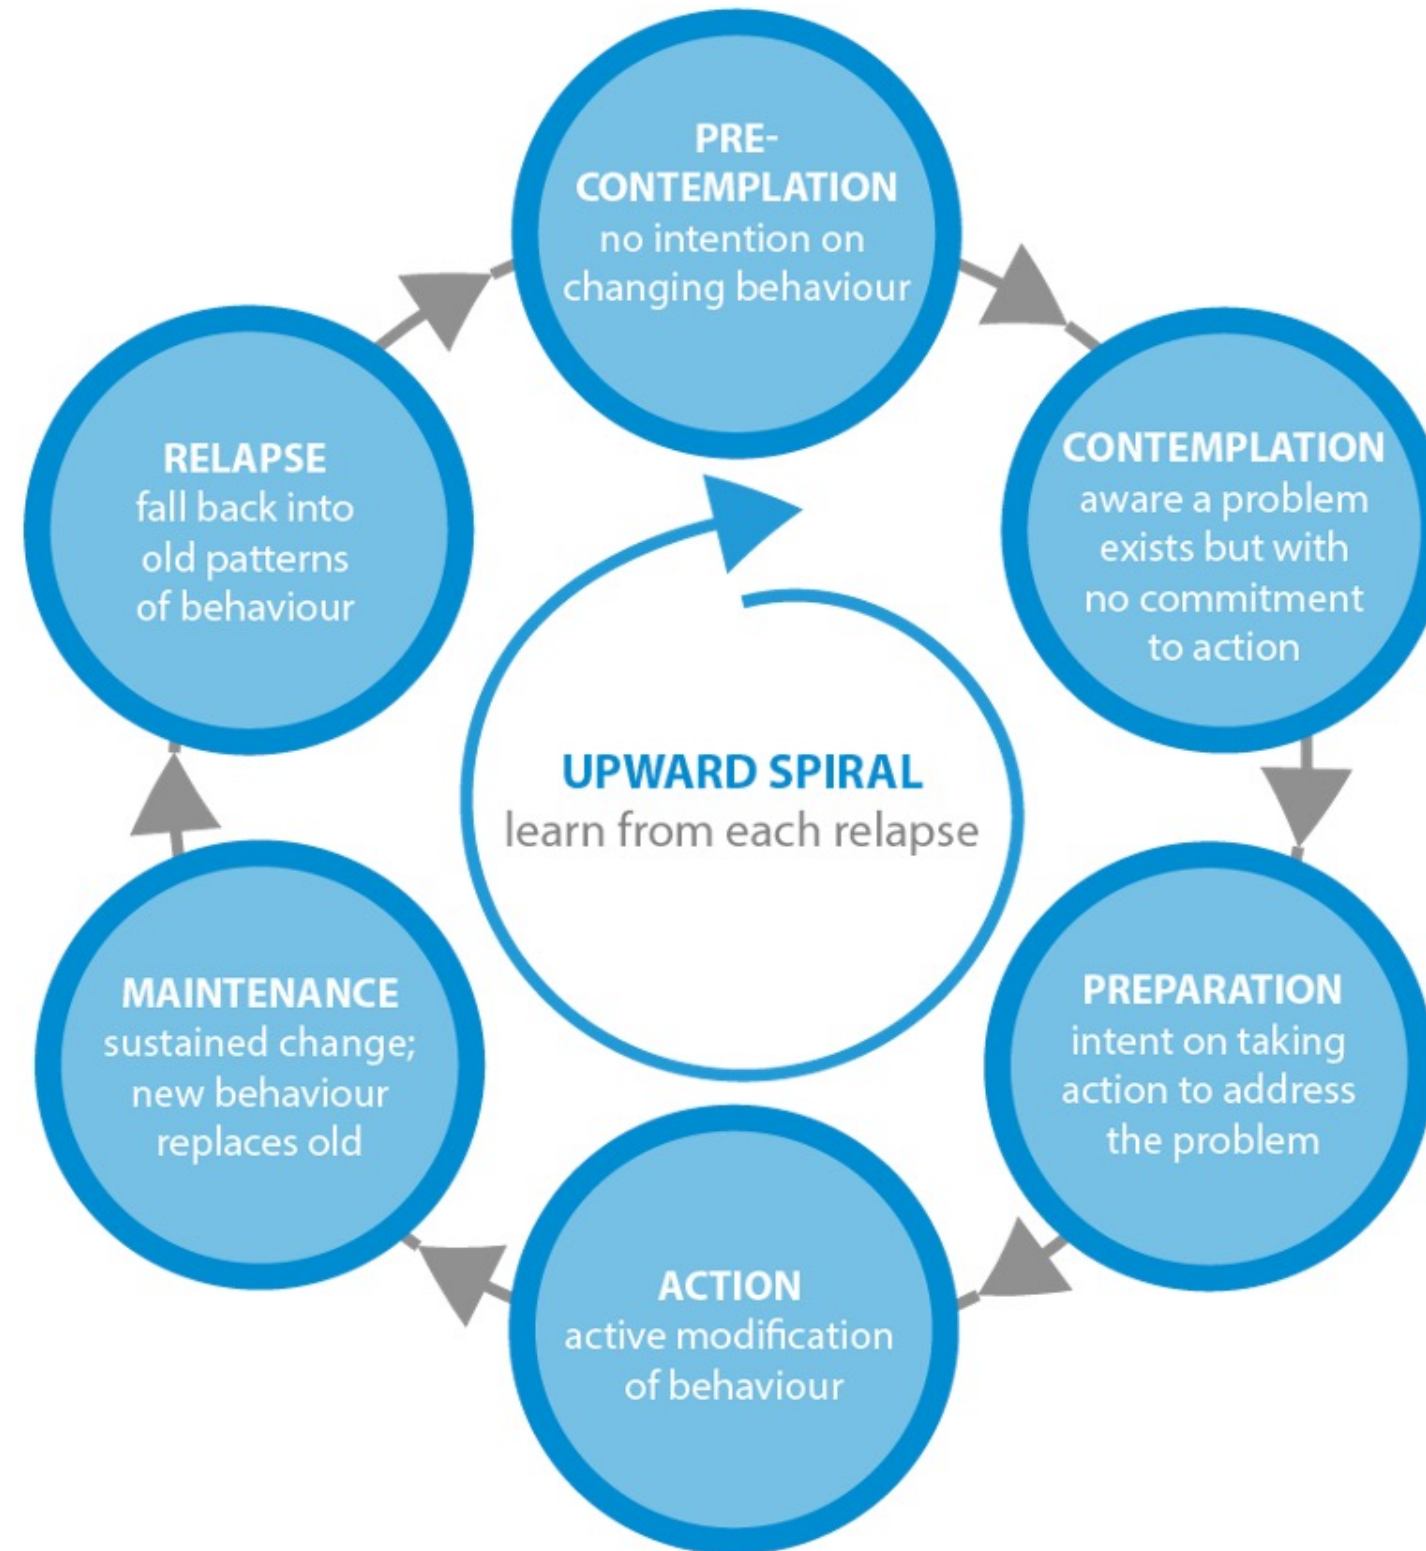 PRE-
CONTEMPLATION
no intention on
changing behaviour
CONTEMPLATION
aware a problem
exists but with
no commitment
to action
PREPARATION
intent on taking
action to address
the problem
ACTION
active modification
of behaviour
MAINTENANCE
sustained change;
new behaviour
replaces old
RELAPSE
fall back into
old patterns
of behaviour
UPWARD SPIRAL
learn from each relapse